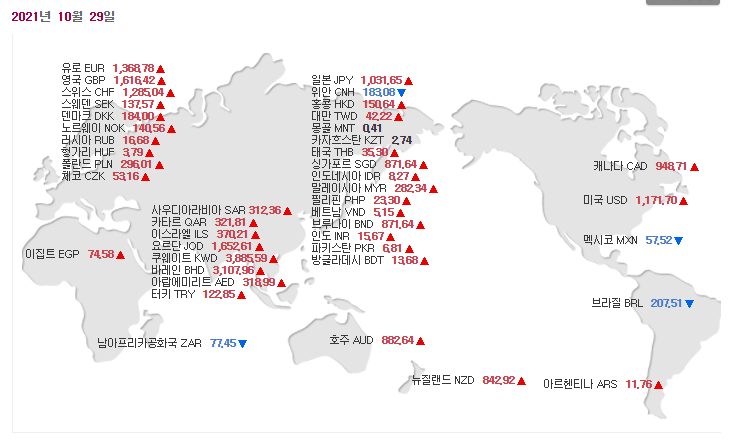 2021년 10월 29일
유로 EUR 1,368,78▲
영국 GBP 1,616,42▲
스위스 CHF 1,285,04▲
스웨덴 SEK 137,57▲
덴마크 DKK 184,00▲
노르웨이 NOK 140,56▲
러시아 RUB 16,68▲
헝가리 HUF 3,79▲
폴란드 PLN 296,01▲
체코 CZK 53,16▲
일본 JPY 1,031,65▲
위안 CNH 183,08▼
홍콩 HKD 150,64▲
대만 TWD 42,22▲
몽골 MNT 0,41
카자흐스탄 KZT 2,74
태국 THB 35,30▲
싱가포르 SGD 871,64▲
인도네시아 IDR 8,27▲
말레이시아 MYR 282,34▲
필리핀 PHP 23,30▲
베트남 VND 5,15▲
브루나이 BND 871,64▲
인도 INR 15,67▲
파키스탄 PKR 6,81▲
방글라데시 BDT 13,68▲
캐나다 CAD 948,71▲
미국 USD 1,171,70▲
멕시코 MXN 57,52▼
사우디아라비아 SAR 312,36▲
카타르 QAR 321,81▲
이스라엘 ILS 370,21▲
요르단 JOD 1,652,61▲
쿠웨이트 KWD 3,885,59▲
바레인 BHD 3,107,96▲
아랍에미리트 AED 318,99▲
터키 TRY 122,85▲
이집트 EGP 74,58▲
브라질 BRL 207,51▼
남아프리카공화국 ZAR 77,45▼
호주 AUD 882,64▲
뉴질랜드 NZD 842,92▲
아르헨티나 ARS 11,76▲